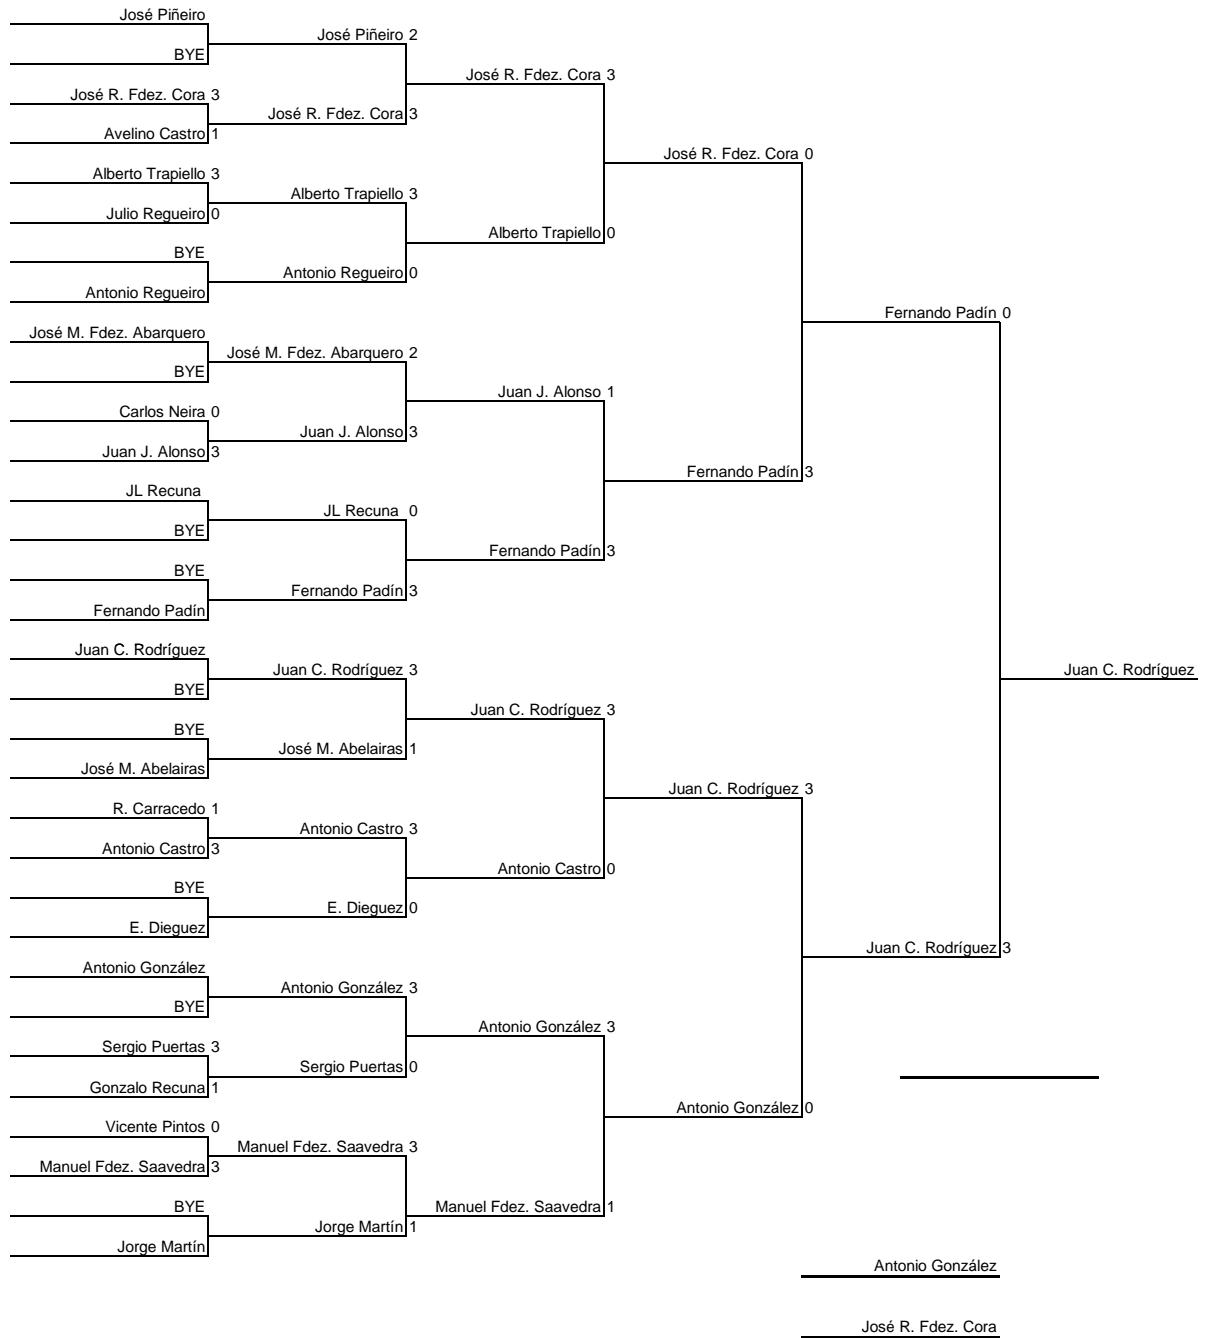 José Piñeiro
José Piñeiro 2
BYE
José R. Fdez. Cora 3
José R. Fdez. Cora 3
José R. Fdez. Cora 3
Avelino Castro 1
José R. Fdez. Cora 0
Alberto Trapiello 3
Alberto Trapiello 3
Julio Regueiro 0
Alberto Trapiello 0
BYE
Antonio Regueiro 0
Antonio Regueiro
Fernando Padín 0
José M. Fdez. Abarquero
José M. Fdez. Abarquero 2
BYE
Juan J. Alonso 1
Carlos Neira 0
Juan J. Alonso 3
Juan J. Alonso 3
Fernando Padín 3
JL Recuna
JL Recuna 0
BYE
Fernando Padín 3
BYE
Fernando Padín 3
Fernando Padín
Juan C. Rodríguez
Juan C. Rodríguez 3
Juan C. Rodríguez
BYE
Juan C. Rodríguez 3
BYE
José M. Abelairas 1
José M. Abelairas
Juan C. Rodríguez 3
R. Carracedo 1
Antonio Castro 3
Antonio Castro 3
Antonio Castro 0
BYE
E. Dieguez 0
E. Dieguez
Juan C. Rodríguez 3
Antonio González
Antonio González 3
BYE
Antonio González 3
Sergio Puertas 3
Sergio Puertas 0
Gonzalo Recuna 1
Antonio González 0
Vicente Pintos 0
Manuel Fdez. Saavedra 3
Manuel Fdez. Saavedra 3
BYE
Manuel Fdez. Saavedra 1
Jorge Martín 1
Jorge Martín
Antonio González
José R. Fdez. Cora